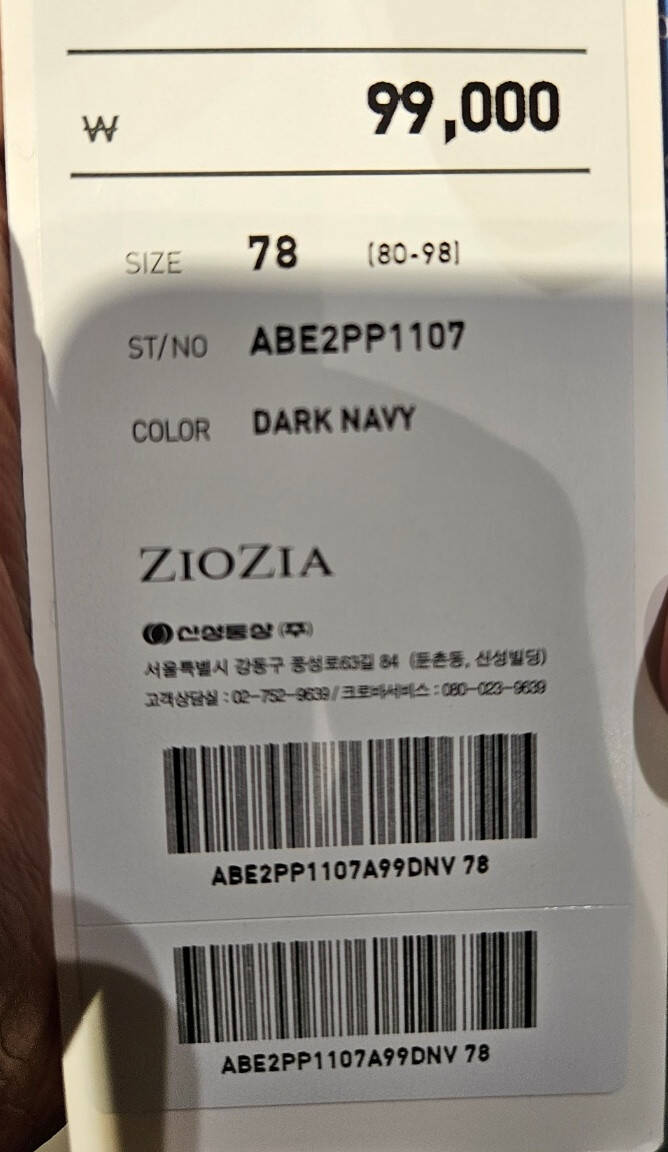 ₩ 99,000
SIZE 78 (80-98)
ST/NO ABE2PP1107
COLOR DARK NAVY
ZIOZIA
신성통상 (주)
서울특별시 강동구 풍성로63길 84 (둔촌동, 신성빌딩)
고객상담실 : 02-752-9639 / 크로바서비스 : 080-023-9639
ABE2PP1107A99DNV 78
ABE2PP1107A99DNV 78